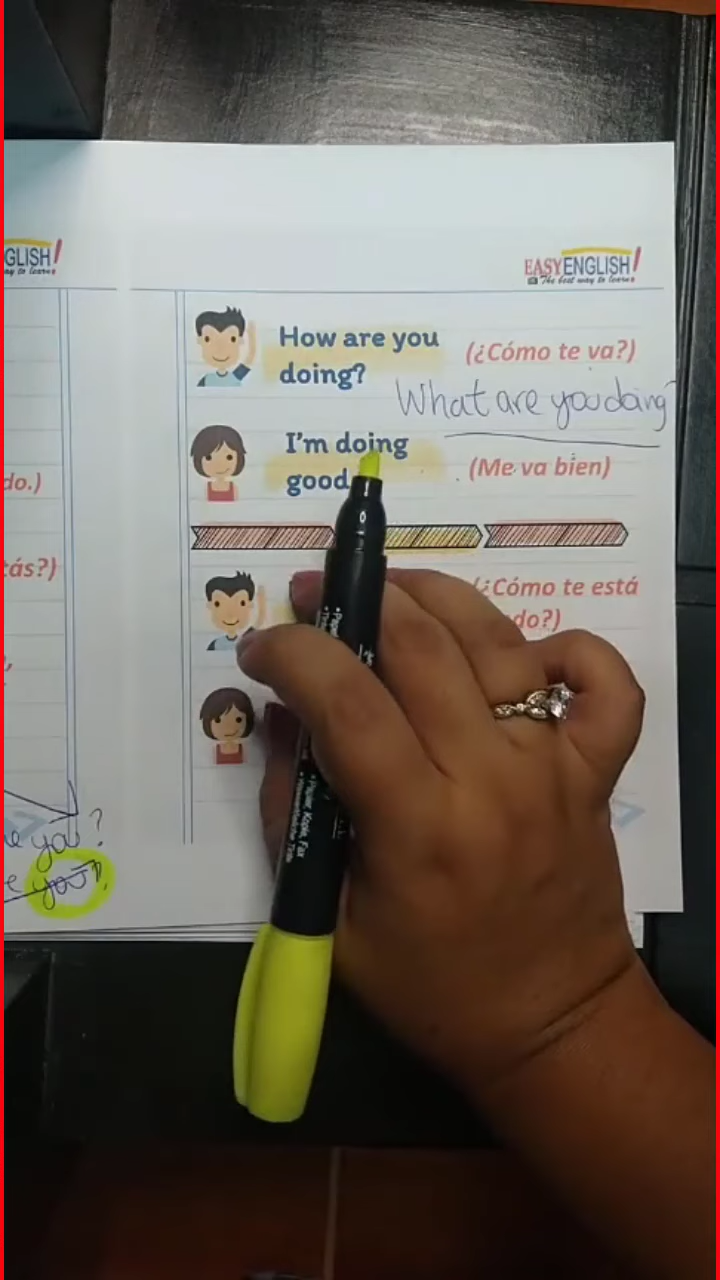 GLISH!
EASYENGLISH!
The best way to learn
How are you
doing?
(¿Cómo te va?)
What are you doing?
I'm doing
good
(Me va bien)
do.)
tás?)
(¿Cómo te está
do?)
you?
you?